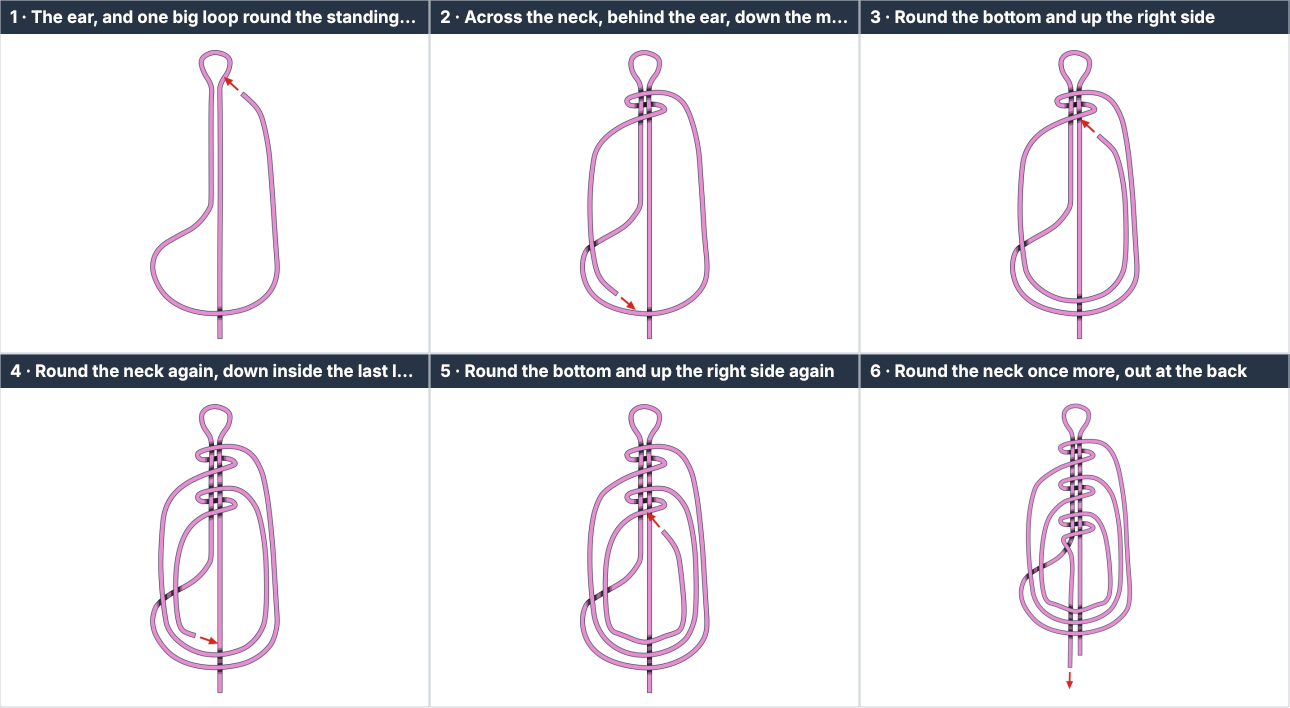 1 · The ear, and one big loop round the standing...
2 · Across the neck, behind the ear, down the m...
3 · Round the bottom and up the right side
4 · Round the neck again, down inside the last l...
5 · Round the bottom and up the right side again
6 · Round the neck once more, out at the back